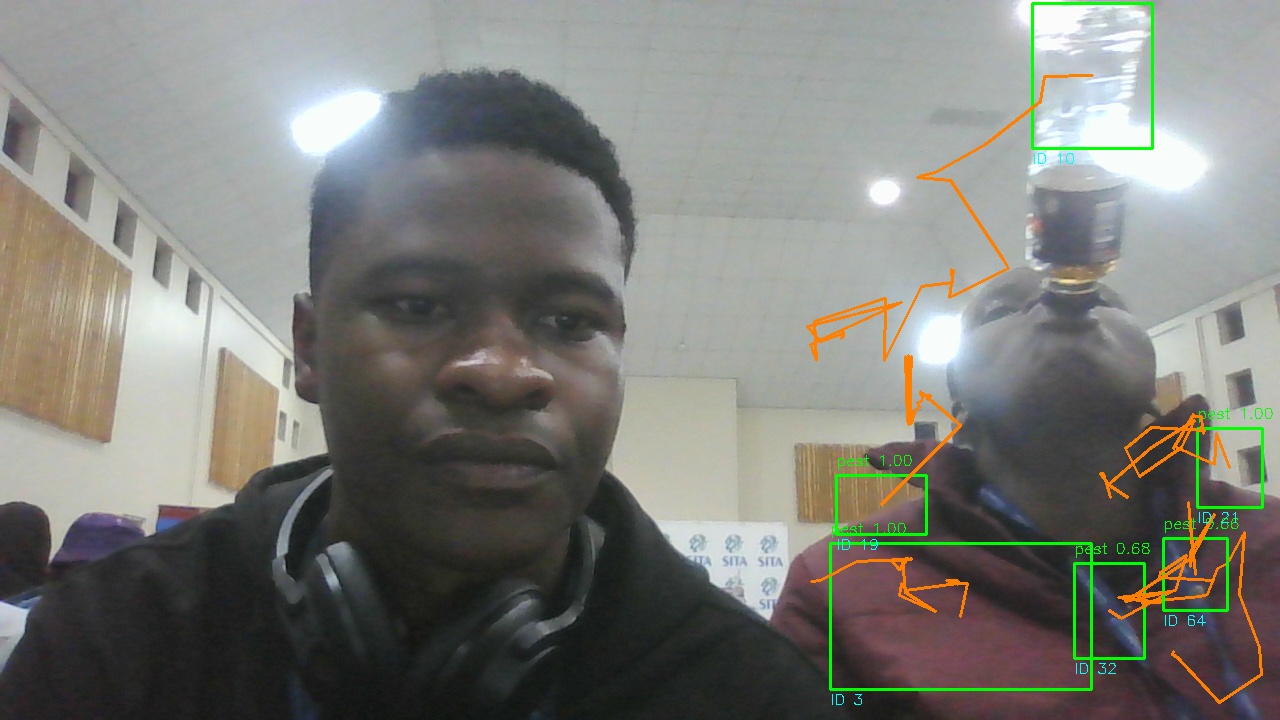 ID 10
pest 1.00
pest 1.00
ID 21
pest 1.00
ID 19
pest 0.68
ID 64
pest 0.68
ID 32
ID 3
SITA SITA SITA